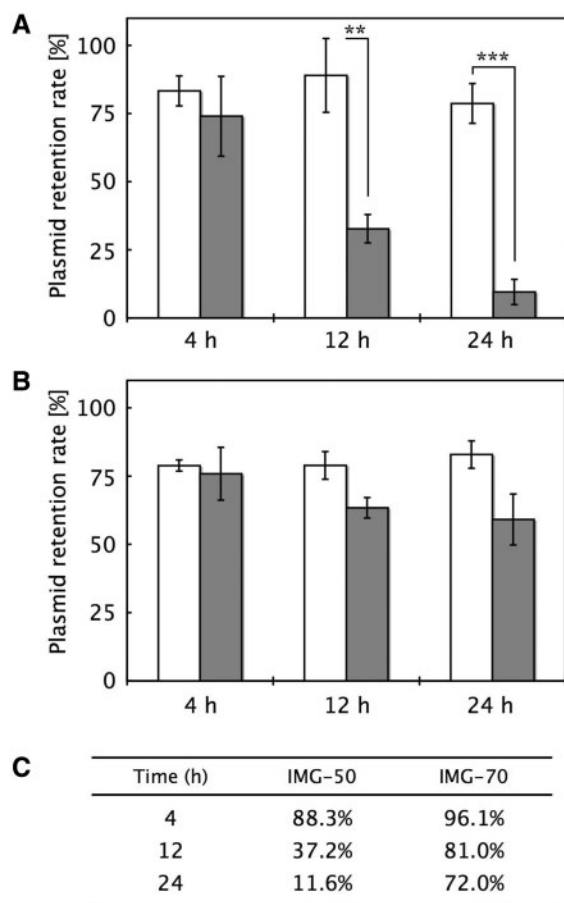 A
Plasmid retention rate [%]
100
75
50
25
0
**
***
4 h 12 h 24 h
B
Plasmid retention rate [%]
100
75
50
25
0
4 h 12 h 24 h
C
Time (h) IMG-50 IMG-70
4 88.3% 96.1%
12 37.2% 81.0%
24 11.6% 72.0%